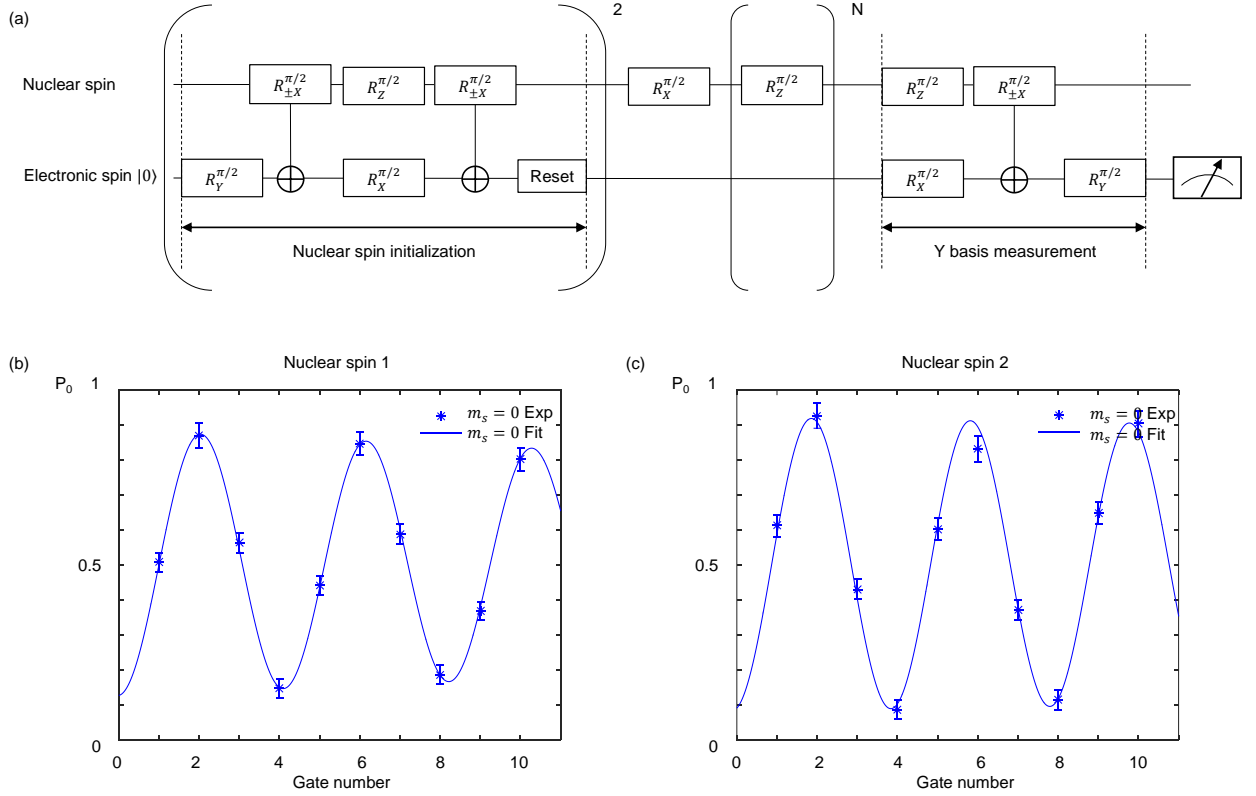 (a)
2
N
Nuclear spin
R_{±X}^{π/2} R_Z^{π/2} R_{±X}^{π/2} R_X^{π/2} R_Z^{π/2} R_Z^{π/2} R_{±X}^{π/2}
Electronic spin |0⟩
R_Y^{π/2} R_X^{π/2} Reset R_X^{π/2} R_Y^{π/2}
Nuclear spin initialization
Y basis measurement
(b)
Nuclear spin 1
P₀
1
0.5
0
m_s = 0 Exp
m_s = 0 Fit
0 2 4 6 8 10
Gate number
(c)
Nuclear spin 2
P₀
1
0.5
0
m_s = 0 Exp
m_s = 0 Fit
0 2 4 6 8 10
Gate number